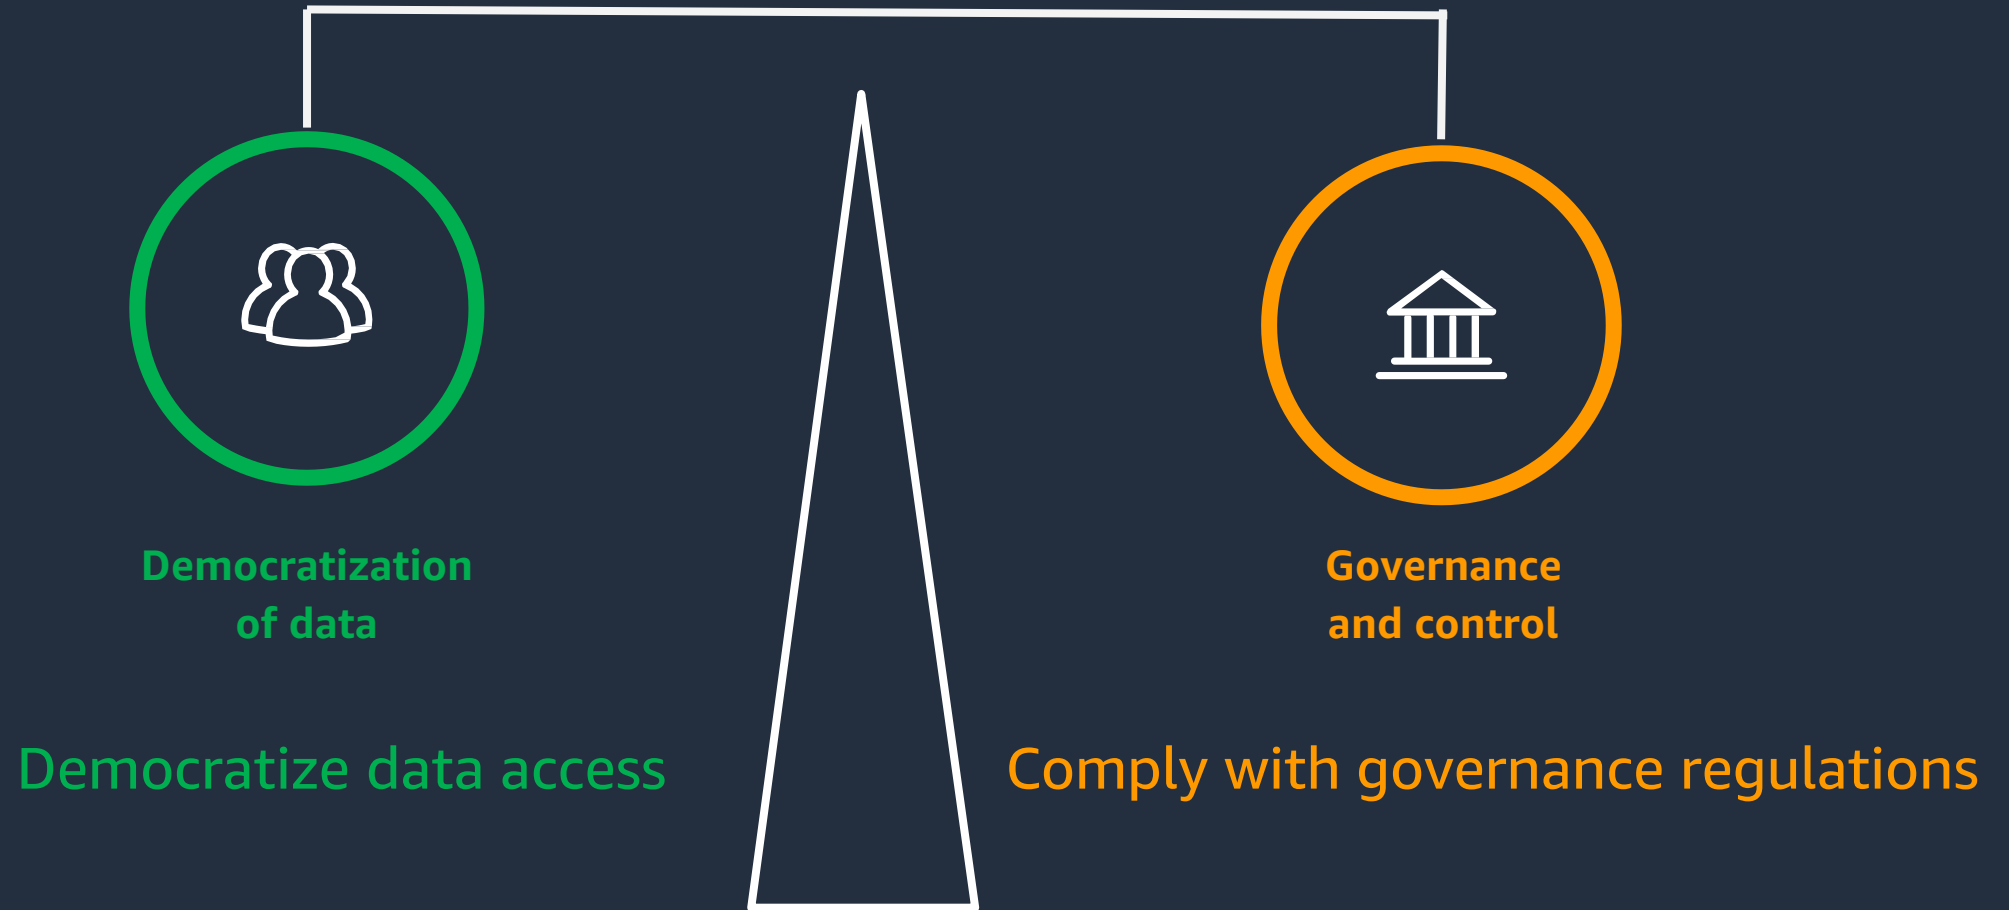 Democratization
of data
Governance
and control
Democratize data access
Comply with governance regulations